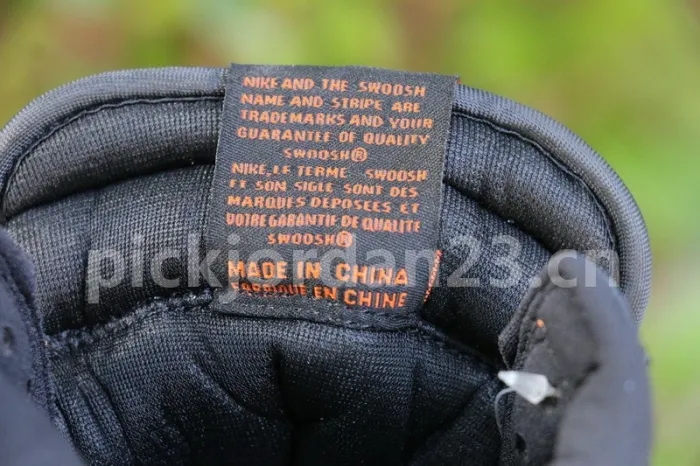 NIKE AND THE SWOOSH
NAME AND STRIPE ARE
TRADEMARKS AND YOUR
GUARANTEE OF QUALITY
SWOOSH®
NIKE, LE TERME SWOOSH
ET SON SIGLE SONT DES
MARQUES DEPOSEES ET
VOTRE GARANTIE DE QUALITE
SWOOSH®
pickjordan23.cn
MADE IN CHINA
FABRIQUE EN CHINE